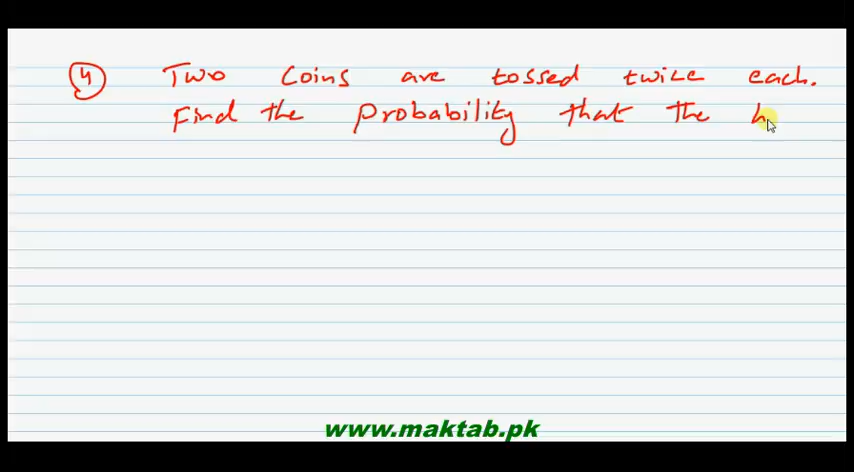 4 Two Coins are tossed twice each.
Find the Probability that the h
www.maktab.pk